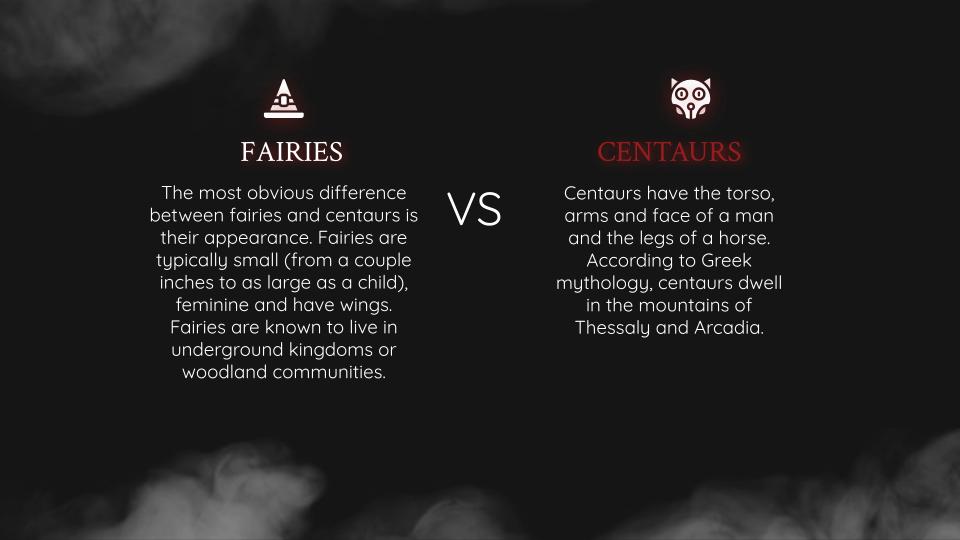 FAIRIES
The most obvious difference
between fairies and centaurs is
their appearance. Fairies are
typically small (from a couple
inches to as large as a child),
feminine and have wings.
Fairies are known to live in
underground kingdoms or
woodland communities.
VS
CENTAURS
Centaurs have the torso,
arms and face of a man
and the legs of a horse.
According to Greek
mythology, centaurs dwell
in the mountains of
Thessaly and Arcadia.